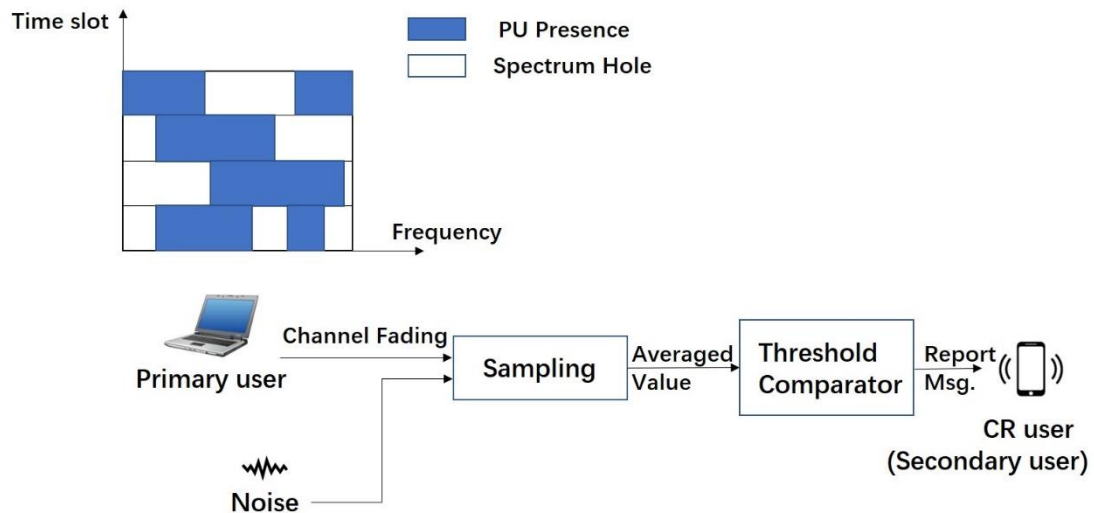 Time slot
PU Presence
Spectrum Hole
Frequency
Channel Fading
Primary user
Sampling
Averaged
Value
Threshold
Comparator
Report
Msg.
CR user
(Secondary user)
Noise